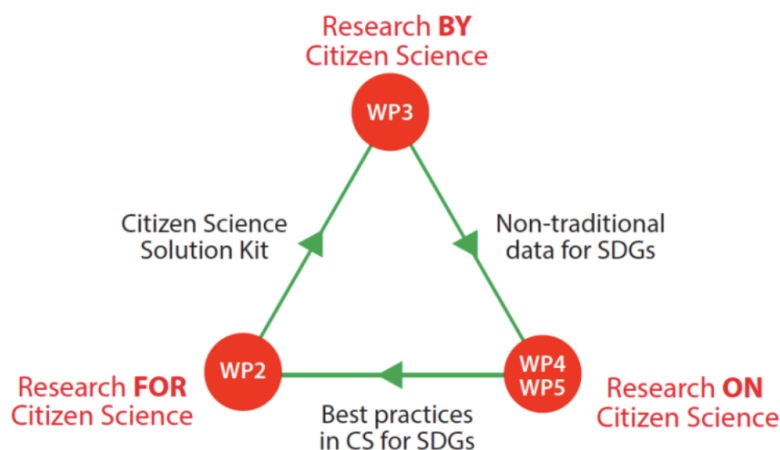 Research BY
Citizen Science
WP3
Citizen Science
Solution Kit
Non-traditional
data for SDGs
WP2
WP4
WP5
Research FOR
Citizen Science
Best practices
in CS for SDGs
Research ON
Citizen Science